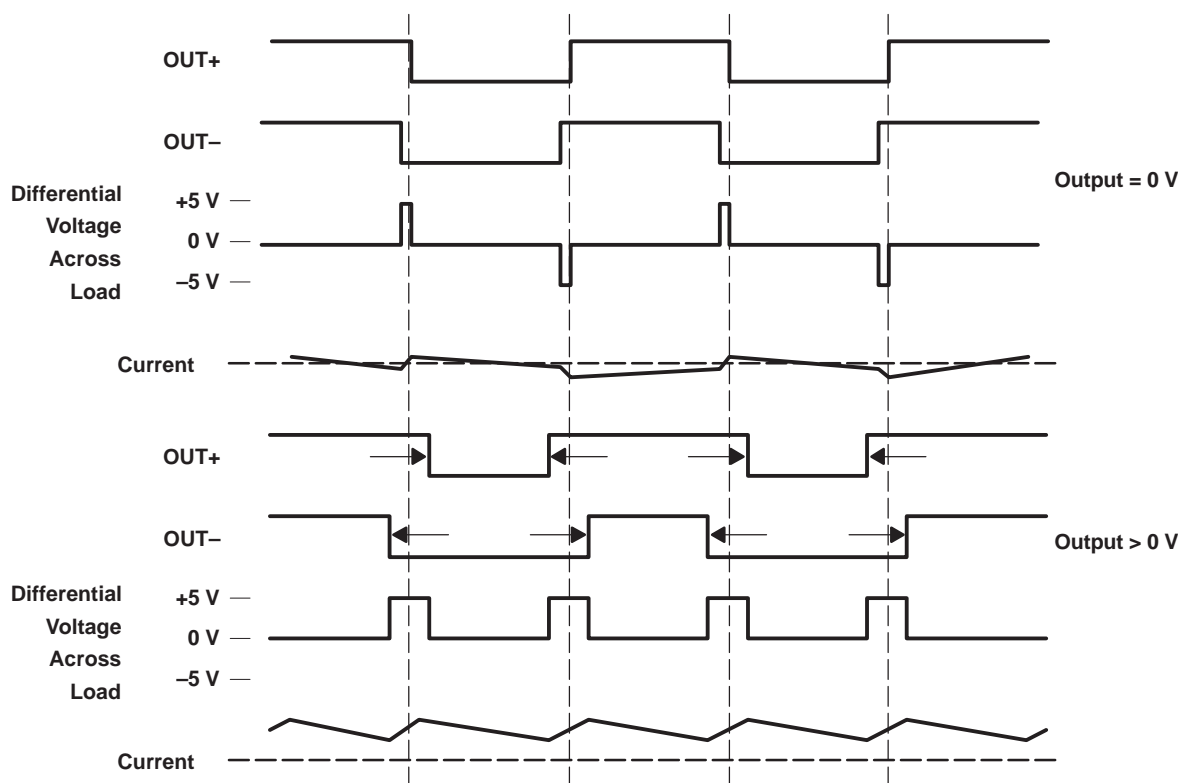 OUT+
OUT–
Output = 0 V
Differential
Voltage
Across
Load
+5 V
0 V
–5 V
Current
OUT+
OUT–
Output > 0 V
Differential
Voltage
Across
Load
+5 V
0 V
–5 V
Current